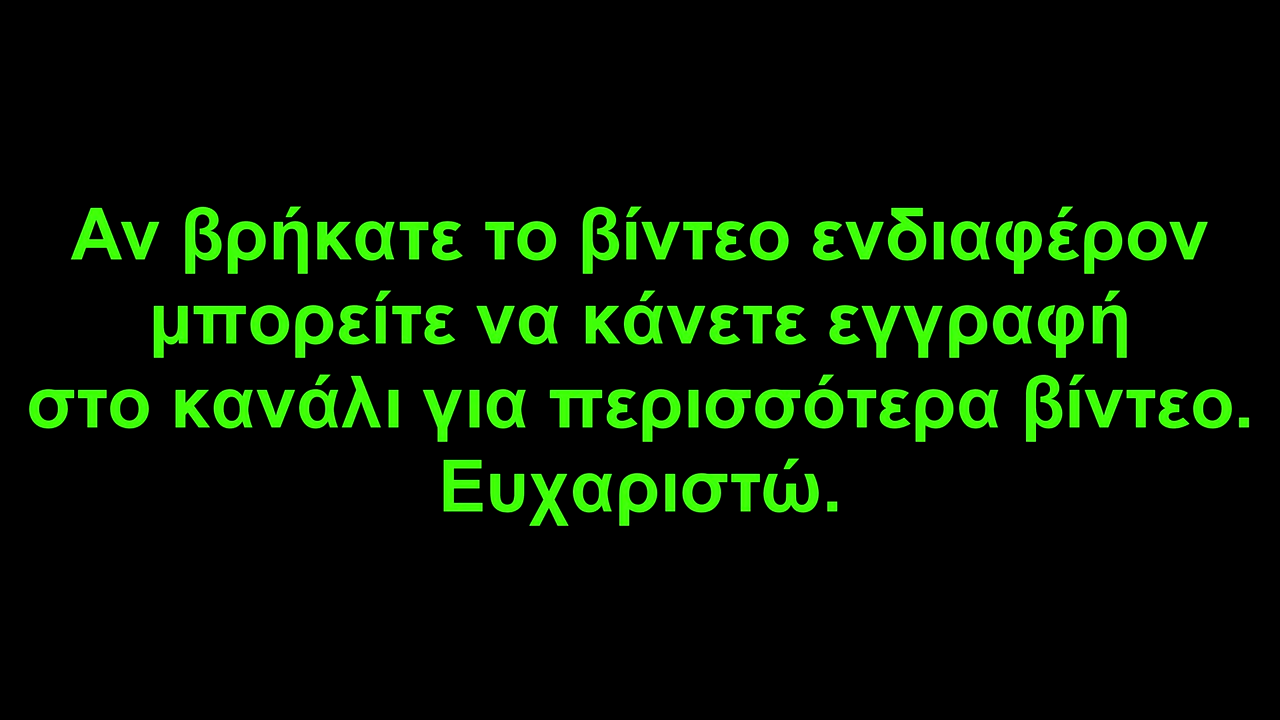 Αν βρήκατε το βίντεο ενδιαφέρον
μπορείτε να κάνετε εγγραφή
στο κανάλι για περισσότερα βίντεο.
Ευχαριστώ.